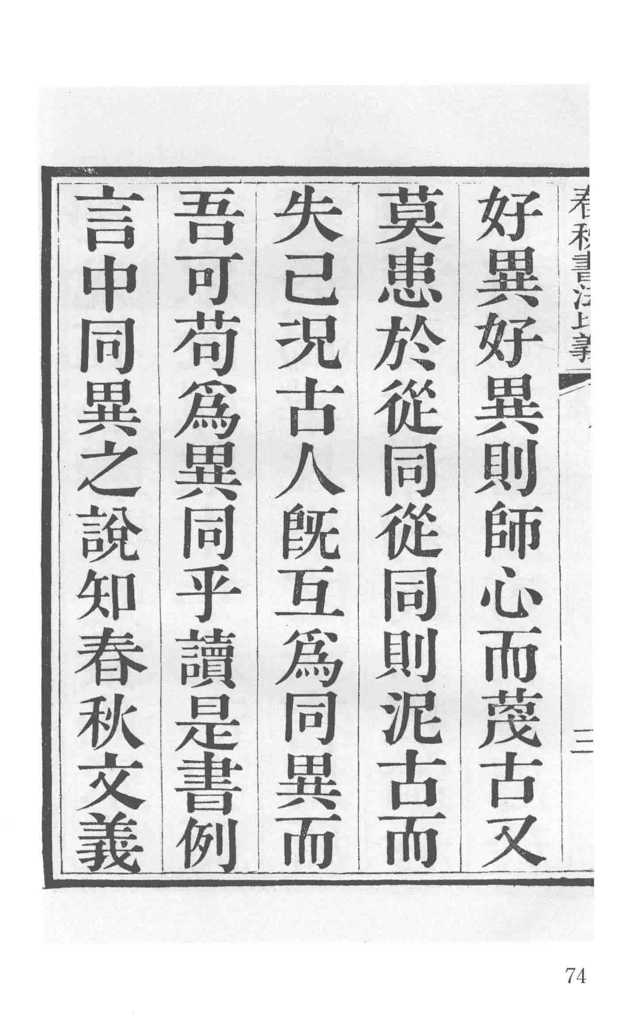 春秋書法比義
三
好異好異則師心而蔑古又
莫患於從同從同則泥古而
失己況古人旣互爲同異而
吾可苟爲異同乎讀是書例
言中同異之說知春秋文義
74